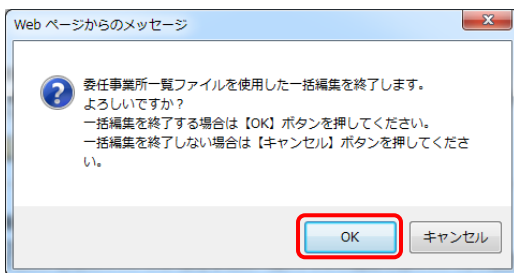 Web ページからのメッセージ
委任事業所一覧ファイルを使用した一括編集を終了します。
よろしいですか？
一括編集を終了する場合は【OK】ボタンを押してください。
一括編集を終了しない場合は【キャンセル】ボタンを押してくださ
い。
OK
キャンセル